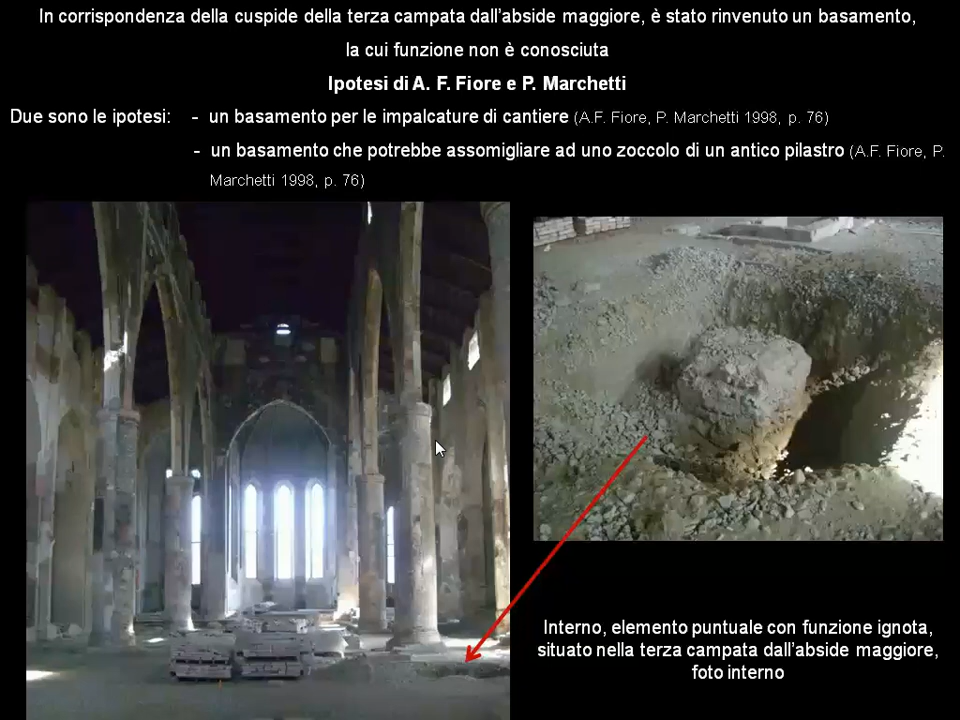 In corrispondenza della cuspide della terza campata dall'abside maggiore, è stato rinvenuto un basamento,
la cui funzione non è conosciuta
Ipotesi di A. F. Fiore e P. Marchetti
Due sono le ipotesi: - un basamento per le impalcature di cantiere (A.F. Fiore, P. Marchetti 1998, p. 76)
- un basamento che potrebbe assomigliare ad uno zoccolo di un antico pilastro (A.F. Fiore, P.
Marchetti 1998, p. 76)
Interno, elemento puntuale con funzione ignota,
situato nella terza campata dall'abside maggiore,
foto interno